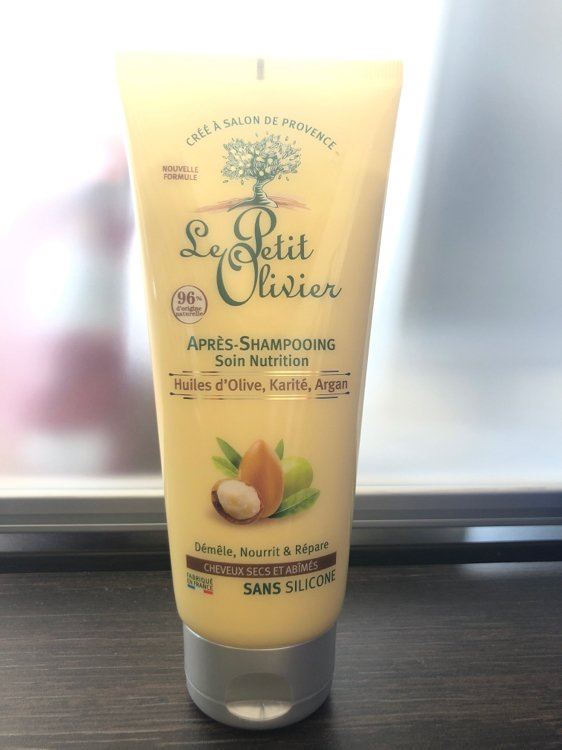 CRÉÉ À SALON DE PROVENCE
NOUVELLE
FORMULE
Le Petit
Olivier
96%
d'origine
naturelle
APRÈS-SHAMPOOING
Soin Nutrition
Huiles d'Olive, Karité, Argan
Démêle, Nourrit & Répare
CHEVEUX SECS ET ABÎMÉS
FABRIQUÉ
EN FRANCE
SANS SILICONE